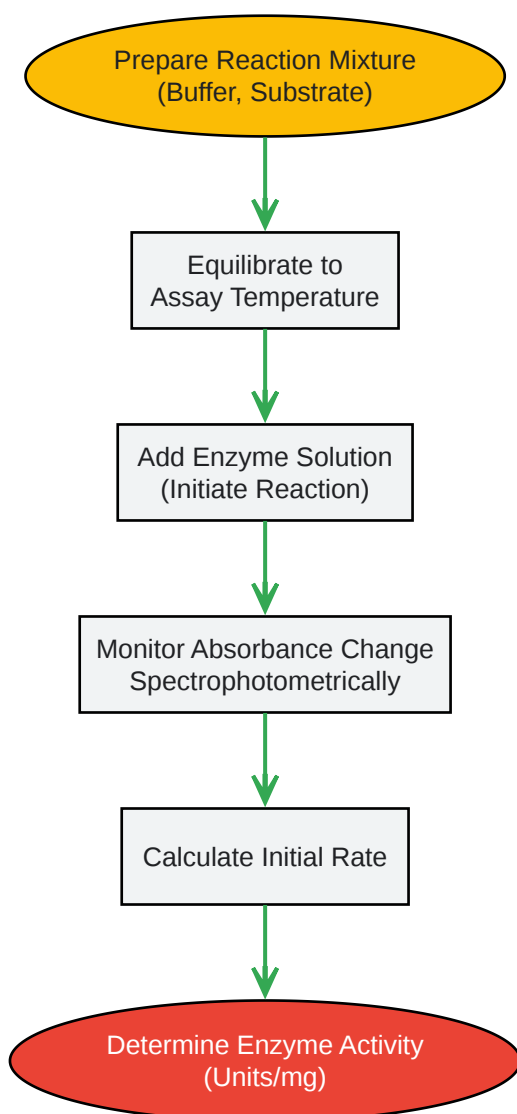 Prepare Reaction Mixture
(Buffer, Substrate)
Equilibrate to
Assay Temperature
Add Enzyme Solution
(Initiate Reaction)
Monitor Absorbance Change
Spectrophotometrically
Calculate Initial Rate
Determine Enzyme Activity
(Units/mg)